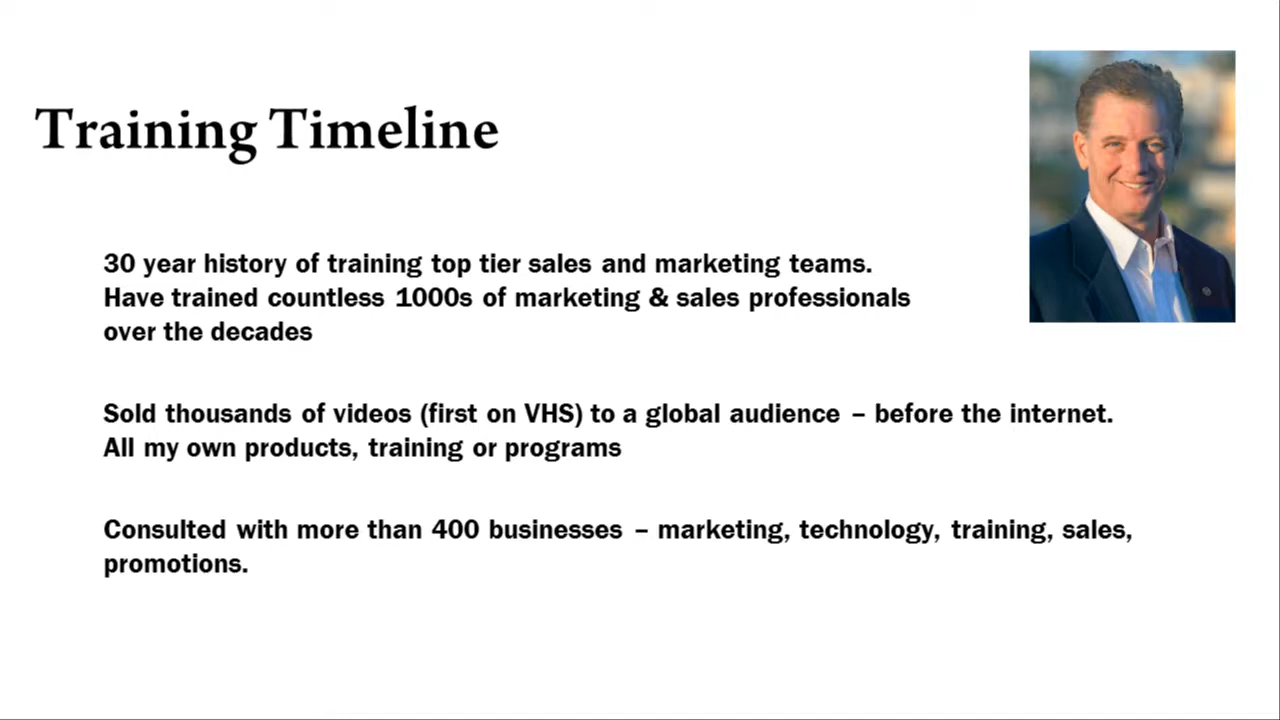 Training Timeline
30 year history of training top tier sales and marketing teams.
Have trained countless 1000s of marketing & sales professionals
over the decades
Sold thousands of videos (first on VHS) to a global audience – before the internet.
All my own products, training or programs
Consulted with more than 400 businesses – marketing, technology, training, sales,
promotions.